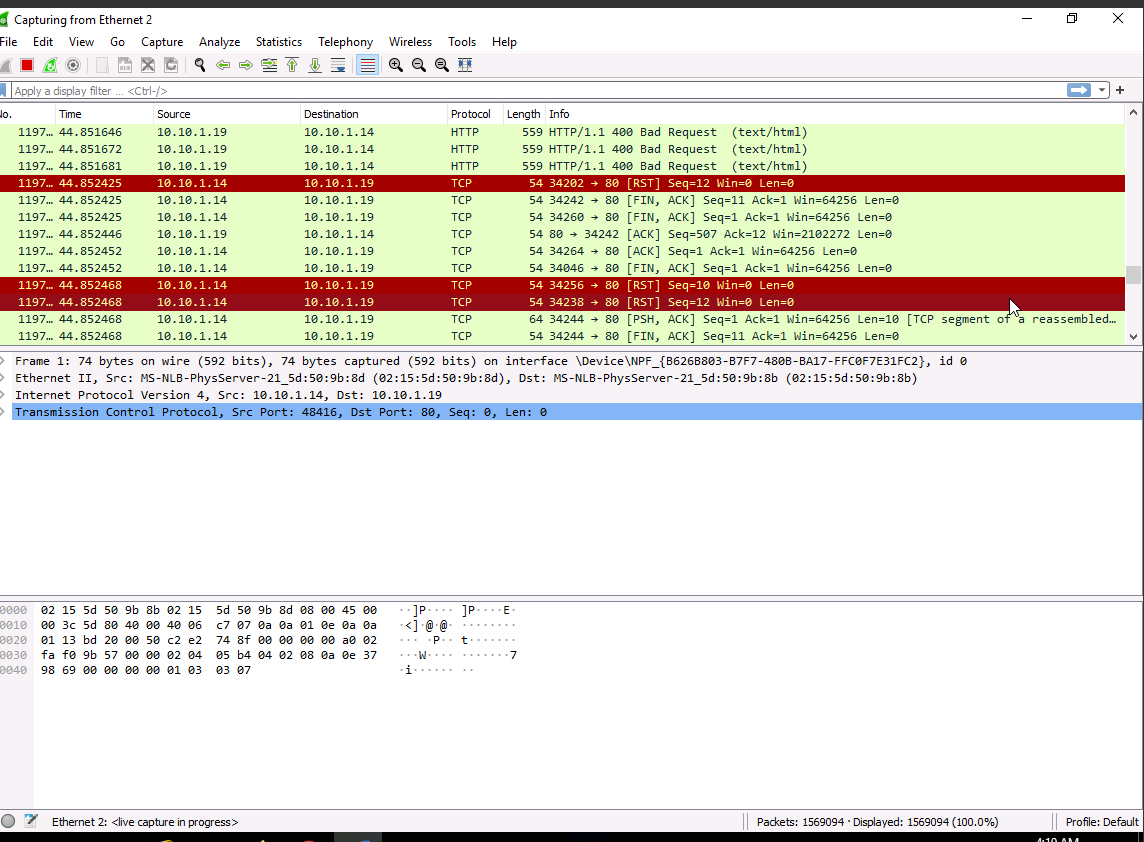 Capturing from Ethernet 2
File Edit View Go Capture Analyze Statistics Telephony Wireless Tools Help
Apply a display filter ... <Ctrl-/>
No. Time Source Destination Protocol Length Info
1197… 44.851646 10.10.1.19 10.10.1.14 HTTP 559 HTTP/1.1 400 Bad Request (text/html)
1197… 44.851672 10.10.1.19 10.10.1.14 HTTP 559 HTTP/1.1 400 Bad Request (text/html)
1197… 44.851681 10.10.1.19 10.10.1.14 HTTP 559 HTTP/1.1 400 Bad Request (text/html)
1197… 44.852425 10.10.1.14 10.10.1.19 TCP 54 34202 → 80 [RST] Seq=12 Win=0 Len=0
1197… 44.852425 10.10.1.14 10.10.1.19 TCP 54 34242 → 80 [FIN, ACK] Seq=11 Ack=1 Win=64256 Len=0
1197… 44.852425 10.10.1.14 10.10.1.19 TCP 54 34260 → 80 [FIN, ACK] Seq=1 Ack=1 Win=64256 Len=0
1197… 44.852446 10.10.1.19 10.10.1.14 TCP 54 80 → 34242 [ACK] Seq=507 Ack=12 Win=2102272 Len=0
1197… 44.852452 10.10.1.14 10.10.1.19 TCP 54 34264 → 80 [ACK] Seq=1 Ack=1 Win=64256 Len=0
1197… 44.852452 10.10.1.14 10.10.1.19 TCP 54 34046 → 80 [FIN, ACK] Seq=1 Ack=1 Win=64256 Len=0
1197… 44.852468 10.10.1.14 10.10.1.19 TCP 54 34256 → 80 [RST] Seq=10 Win=0 Len=0
1197… 44.852468 10.10.1.14 10.10.1.19 TCP 54 34238 → 80 [RST] Seq=12 Win=0 Len=0
1197… 44.852468 10.10.1.14 10.10.1.19 TCP 64 34244 → 80 [PSH, ACK] Seq=1 Ack=1 Win=64256 Len=10 [TCP segment of a reassembled…
1197… 44.852468 10.10.1.14 10.10.1.19 TCP 54 34244 → 80 [FIN, ACK] Seq=11 Ack=1 Win=64256 Len=0
Frame 1: 74 bytes on wire (592 bits), 74 bytes captured (592 bits) on interface \Device\NPF_{B626B803-B7F7-480B-BA17-FFC0F7E31FC2}, id 0
Ethernet II, Src: MS-NLB-PhysServer-21_5d:50:9b:8d (02:15:5d:50:9b:8d), Dst: MS-NLB-PhysServer-21_5d:50:9b:8b (02:15:5d:50:9b:8b)
Internet Protocol Version 4, Src: 10.10.1.14, Dst: 10.10.1.19
Transmission Control Protocol, Src Port: 48416, Dst Port: 80, Seq: 0, Len: 0
0000 02 15 5d 50 9b 8b 02 15 5d 50 9b 8d 08 00 45 00 ··]P···· ]P····E·
0010 00 3c 5d 80 40 00 40 06 c7 07 0a 0a 01 0e 0a 0a ·<]·@·@· ········
0020 01 13 bd 20 00 50 c2 e2 74 8f 00 00 00 00 a0 02 ··· ·P·· t·······
0030 fa f0 9b 57 00 00 02 04 05 b4 04 02 08 0a 0e 37 ···W···· ·······7
0040 98 69 00 00 00 00 01 03 03 07 ·i······ ··
Ethernet 2: <live capture in progress>
Packets: 1569094 · Displayed: 1569094 (100.0%)
Profile: Default
4:10 AM